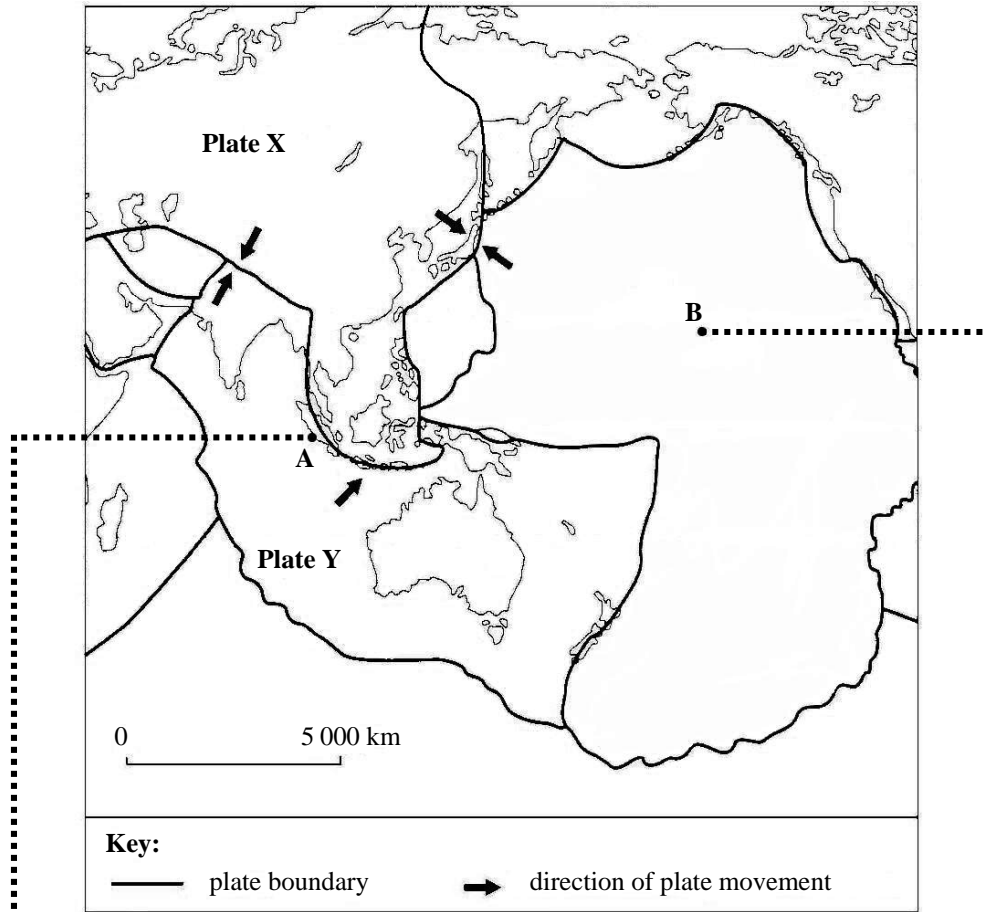 Plate X
B
A
Plate Y
0 5 000 km
Key:
plate boundary direction of plate movement